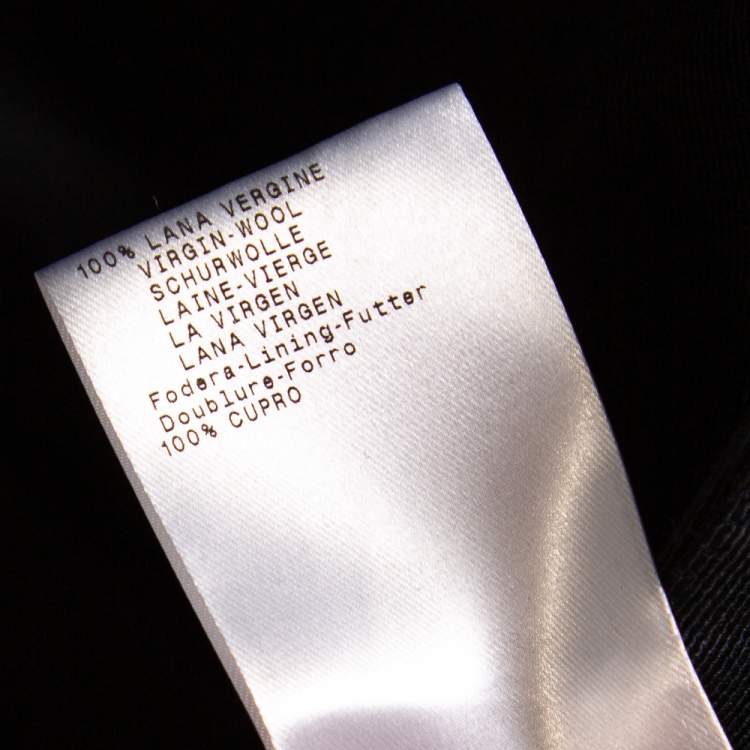 100% LANA VERGINE
VIRGIN-WOOL
SCHURWOLLE
LAINE-VIERGE
LA VIRGEN
LANA VIRGEN
Fodera-Lining-Futter
Doublure-Forro
100% CUPRO